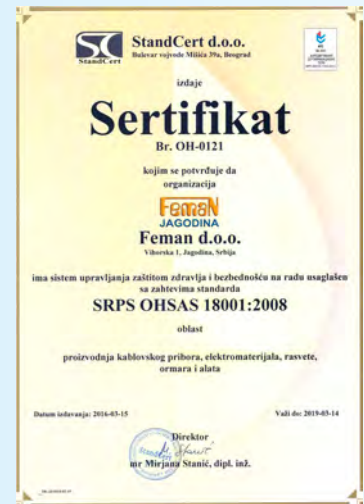 StandCert d.o.o.
Bulevar vojvode Mišića 39a, Beograd
StandCert
izdaje
Sertifikat
Br. OH-0121
kojim se potvrđuje da
organizacija
FEMAN
JAGODINA
Feman d.o.o.
Viborska 1, Jagodina, Srbija
ima sistem upravljanja zaštitom zdravlja i bezbednošću na radu usaglašen
sa zahtevima standarda
SRPS OHSAS 18001:2008
oblast
proizvodnja kablovskog pribora, elektromaterijala, rasvete,
ormara i alata
Datum izdavanja: 2016-03-15
Važi do: 2019-03-14
Direktor
mr Mirjana Stanić, dipl. inž.